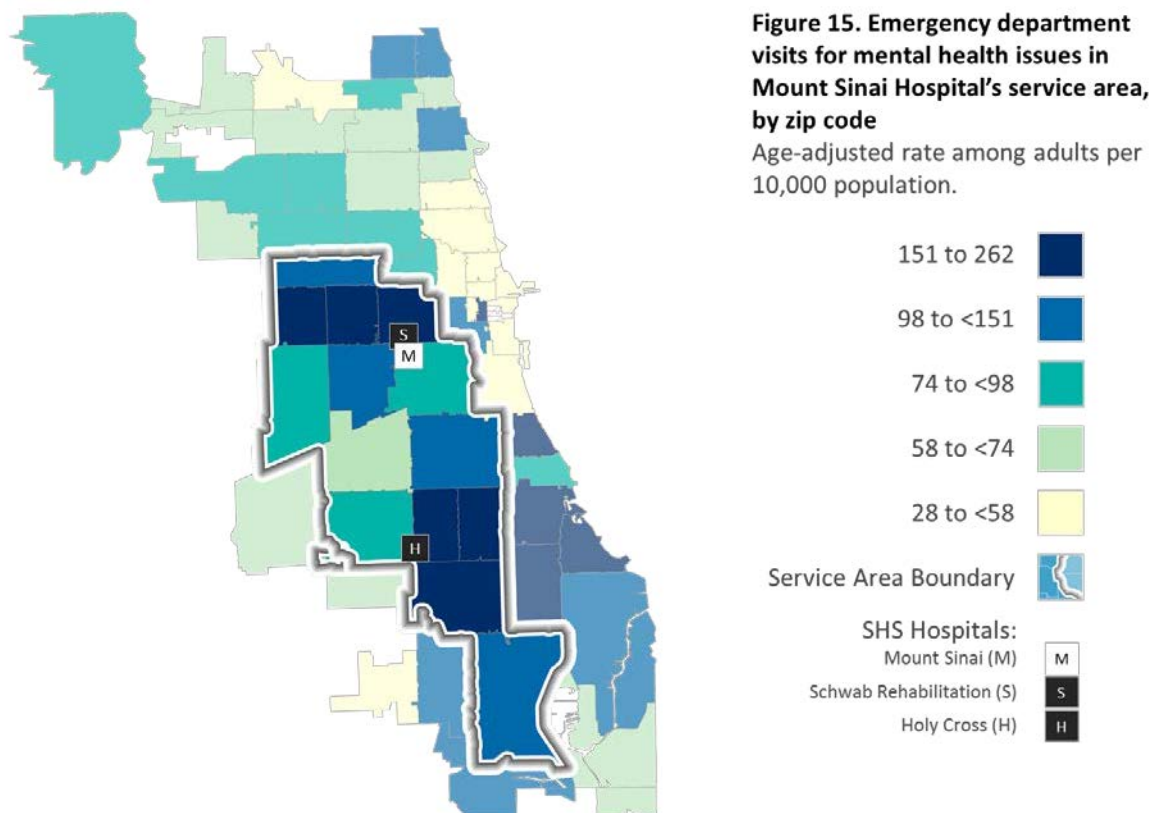 Figure 15. Emergency department
visits for mental health issues in
Mount Sinai Hospital's service area,
by zip code
Age-adjusted rate among adults per
10,000 population.
151 to 262
98 to <151
74 to <98
58 to <74
28 to <58
Service Area Boundary
SHS Hospitals:
Mount Sinai (M) M
Schwab Rehabilitation (S) S
Holy Cross (H) H
S
M
H